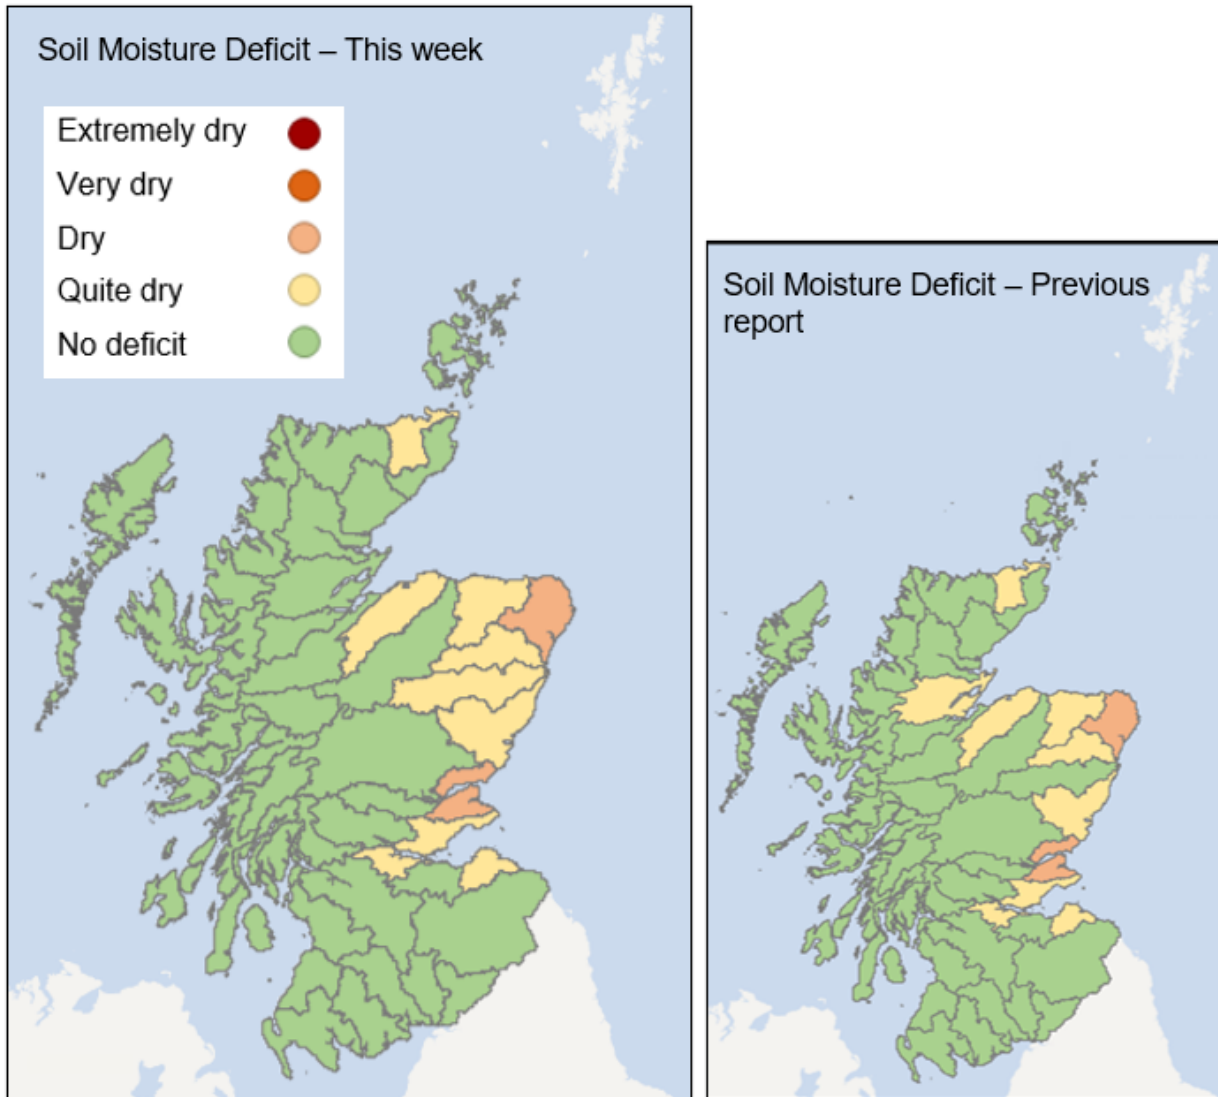 Soil Moisture Deficit – This week
Extremely dry
Very dry
Dry
Quite dry
No deficit
Soil Moisture Deficit – Previous
report